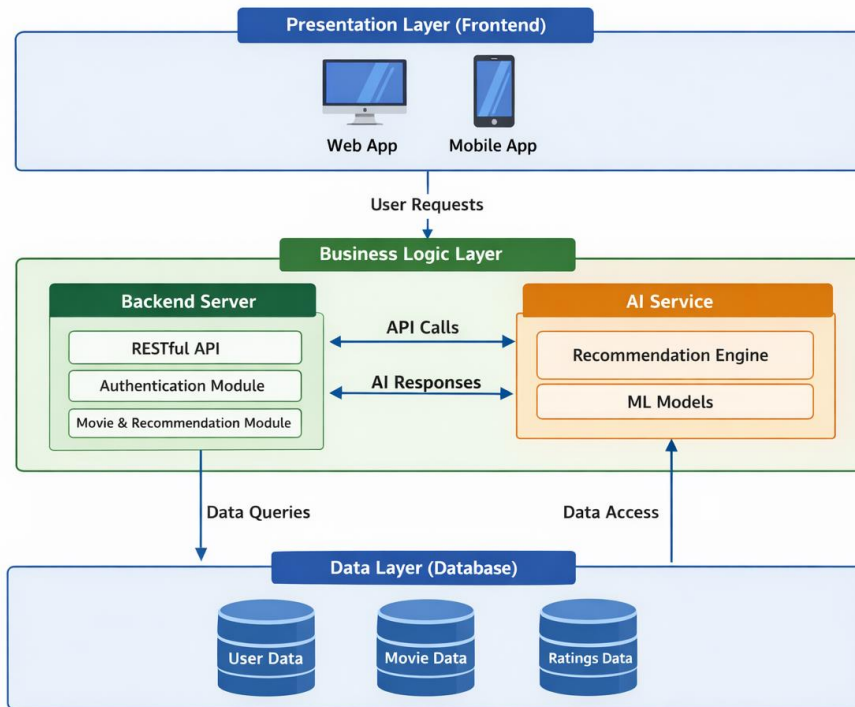 Presentation Layer (Frontend)
Web App
Mobile App
User Requests
Business Logic Layer
Backend Server
RESTful API
Authentication Module
Movie & Recommendation Module
API Calls
AI Responses
AI Service
Recommendation Engine
ML Models
Data Queries
Data Access
Data Layer (Database)
User Data
Movie Data
Ratings Data